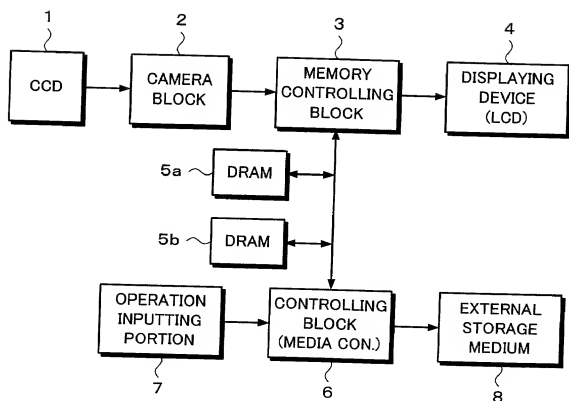 1
2
3
4
CCD
CAMERA
BLOCK
MEMORY
CONTROLLING
BLOCK
DISPLAYING
DEVICE
(LCD)
5a
DRAM
5b
DRAM
OPERATION
INPUTTING
PORTION
CONTROLLING
BLOCK
(MEDIA CON.)
EXTERNAL
STORAGE
MEDIUM
7
6
8